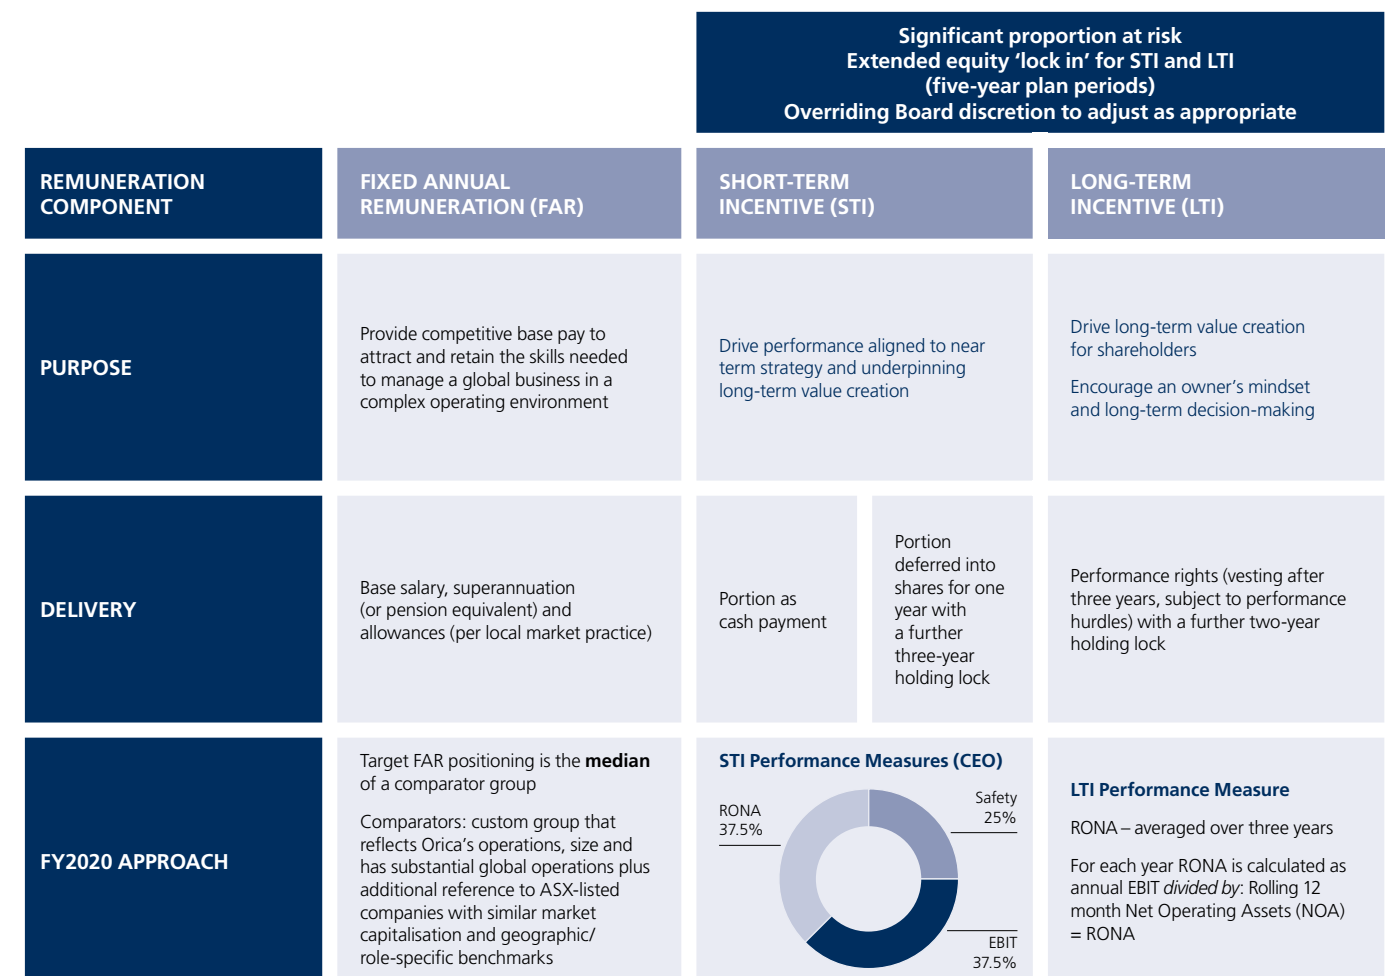 Significant proportion at risk
Extended equity ‘lock in’ for STI and LTI
(five-year plan periods)
Overriding Board discretion to adjust as appropriate
REMUNERATION
COMPONENT
FIXED ANNUAL
REMUNERATION (FAR)
SHORT-TERM
INCENTIVE (STI)
LONG-TERM
INCENTIVE (LTI)
PURPOSE
Provide competitive base pay to
attract and retain the skills needed
to manage a global business in a
complex operating environment
Drive performance aligned to near
term strategy and underpinning
long-term value creation
Drive long-term value creation
for shareholders
Encourage an owner’s mindset
and long-term decision-making
DELIVERY
Base salary, superannuation
(or pension equivalent) and
allowances (per local market practice)
Portion as
cash payment
Portion
deferred into
shares for one
year with
a further
three-year
holding lock
Performance rights (vesting after
three years, subject to performance
hurdles) with a further two-year
holding lock
FY2020 APPROACH
Target FAR positioning is the median
of a comparator group
Comparators: custom group that
reflects Orica’s operations, size and
has substantial global operations plus
additional reference to ASX-listed
companies with similar market
capitalisation and geographic/
role-specific benchmarks
STI Performance Measures (CEO)
RONA
37.5%
Safety
25%
EBIT
37.5%
LTI Performance Measure
RONA – averaged over three years
For each year RONA is calculated as
annual EBIT divided by: Rolling 12
month Net Operating Assets (NOA)
= RONA